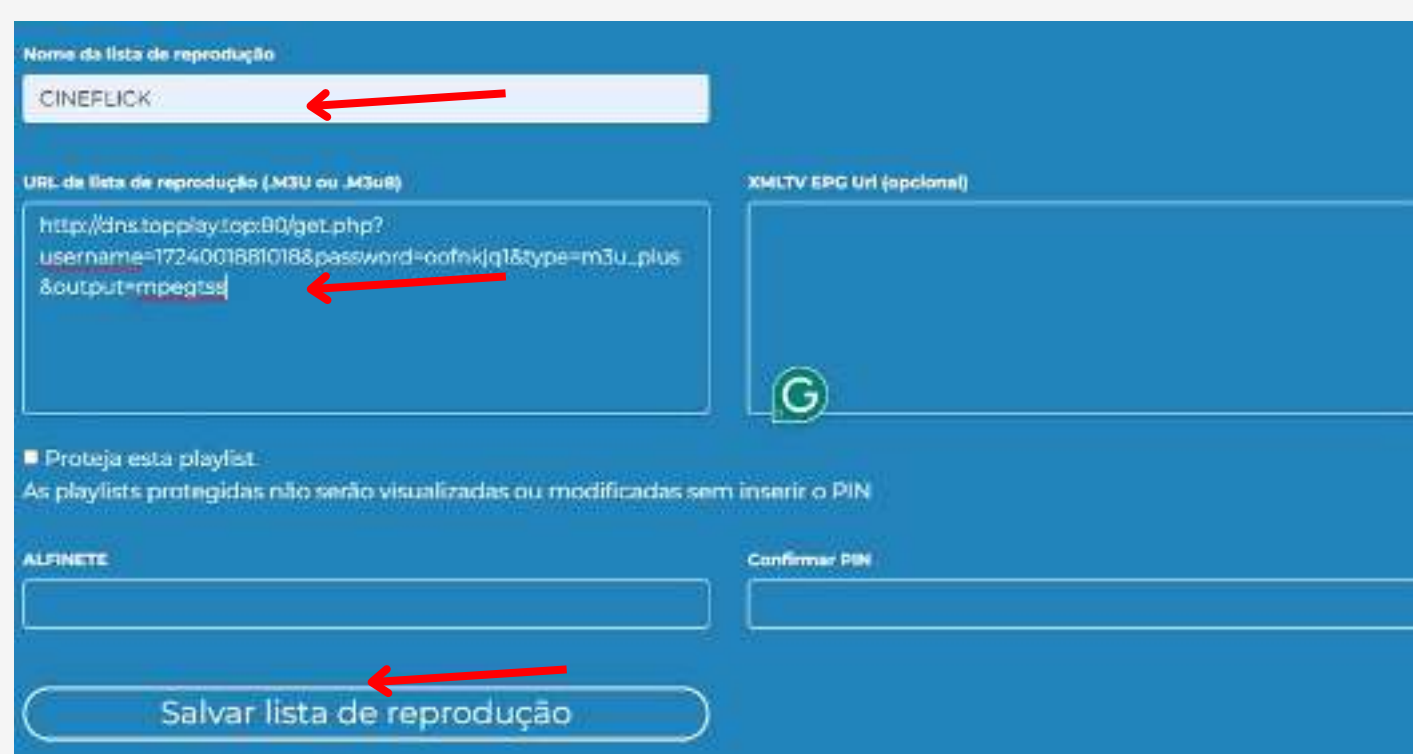 Nome da lista de reprodução
CINEFLICK
URL da lista de reprodução (.M3U ou .M3u8)
XMLTV EPG Url (opcional)
http://dns.topplay.top:80/get.php?
username=1724001881018&password=oofnkjq1&type=m3u_plus
&output=mpegtss
G
Proteja esta playlist.
As playlists protegidas não serão visualizadas ou modificadas sem inserir o PIN
ALFINETE
Confirmar PIN
Salvar lista de reprodução